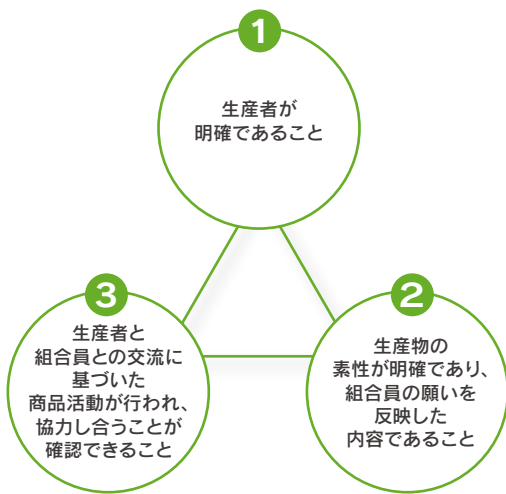 1
生産者が
明確であること
2
生産物の
素性が明確であり、
組合員の願いを
反映した
内容であること
3
生産者と
組合員との交流に
基づいた
商品活動が行われ、
協力し合うことが
確認できること